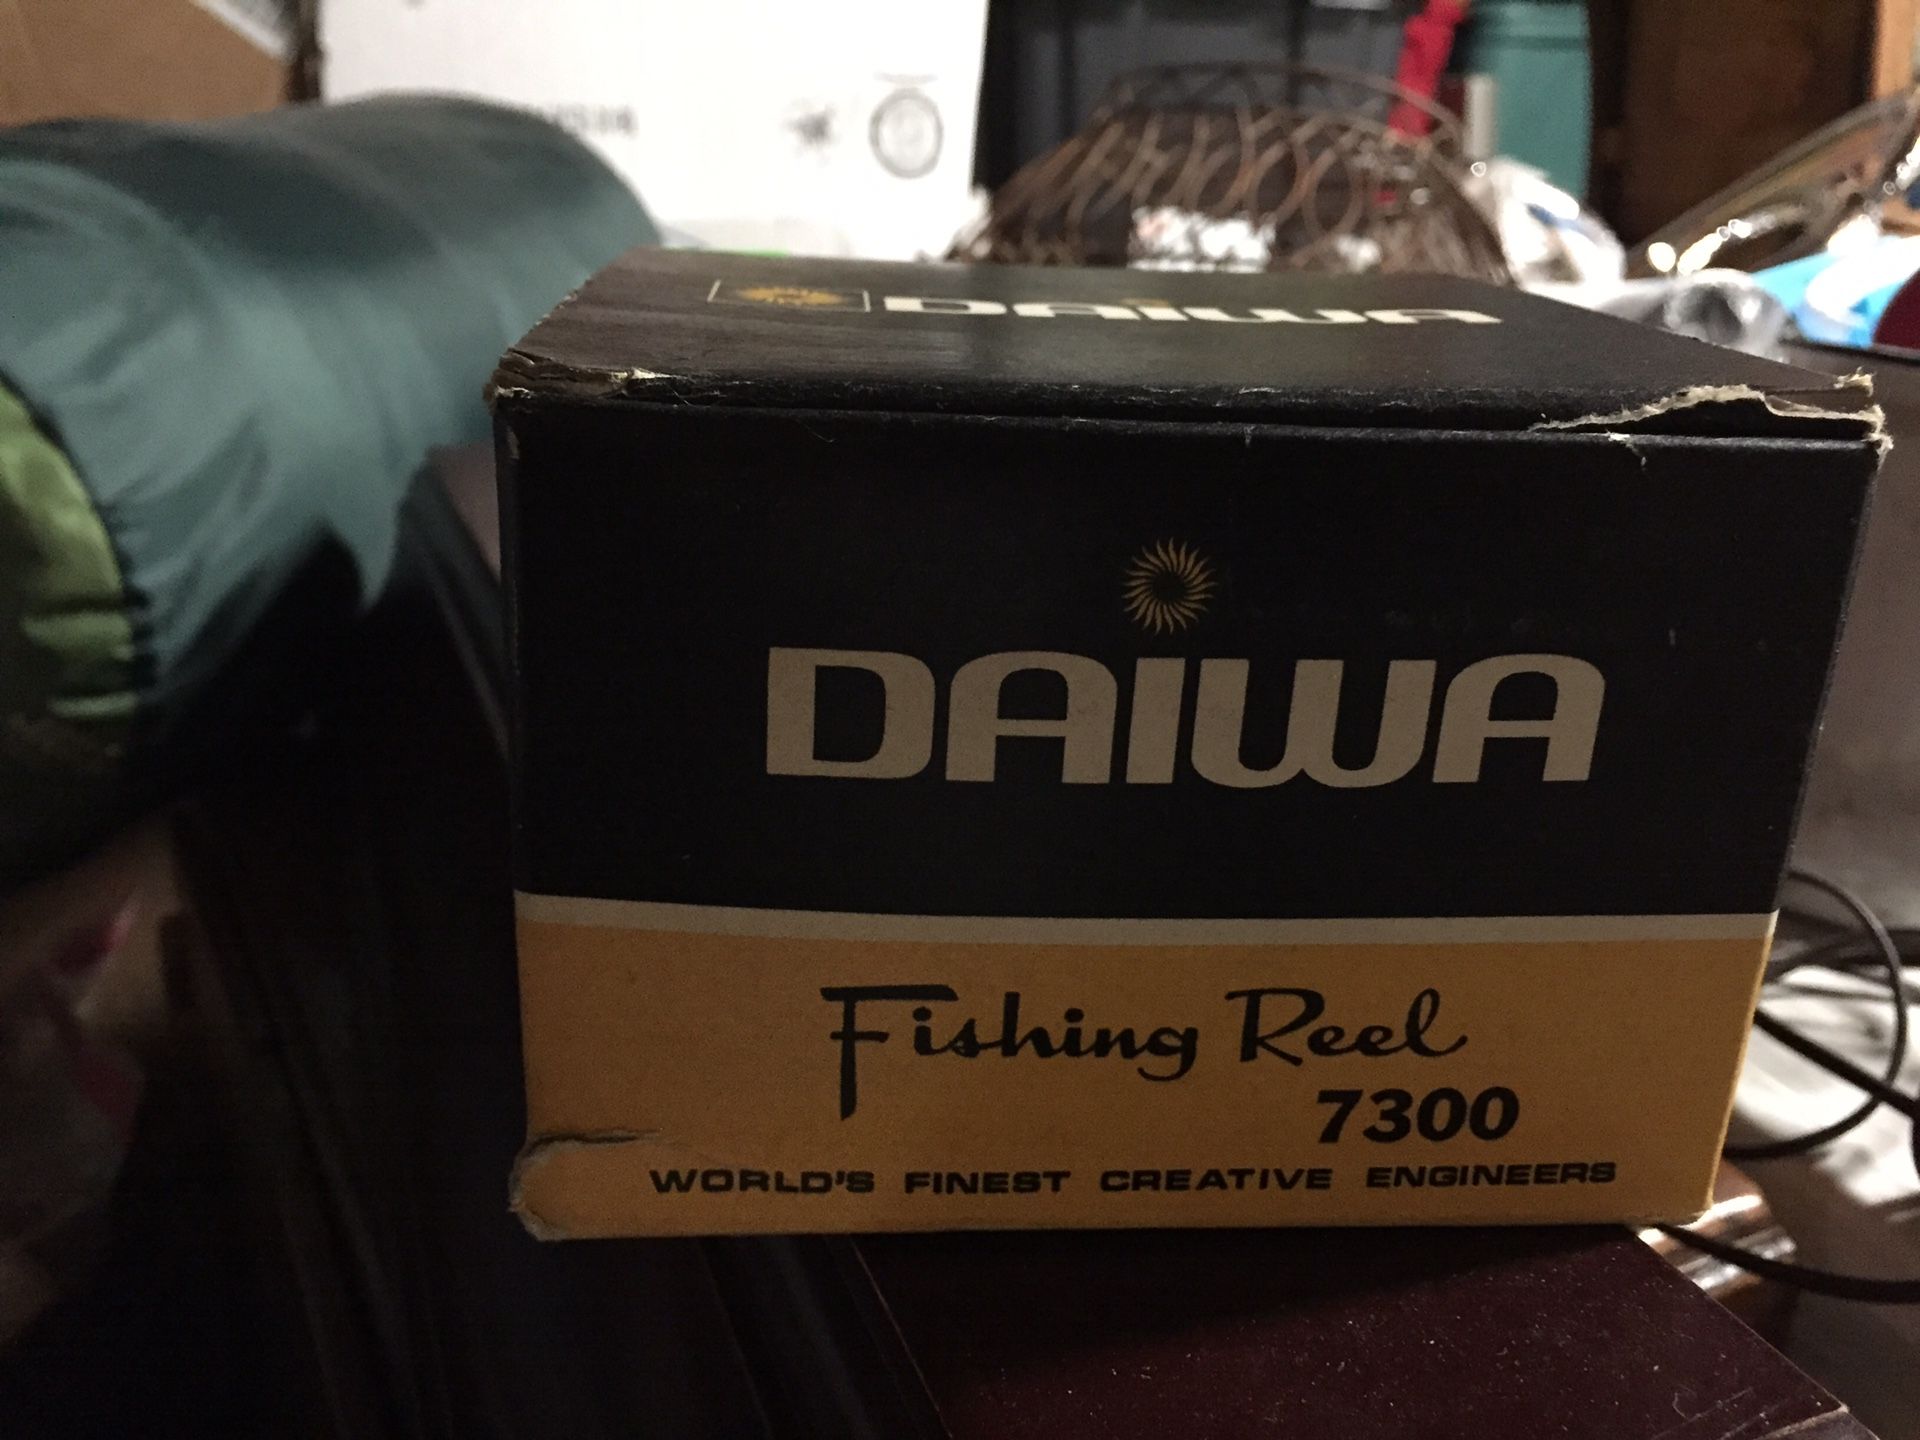 DAIWA
DAIWA
Fishing Reel
7300
WORLD'S FINEST CREATIVE ENGINEERS